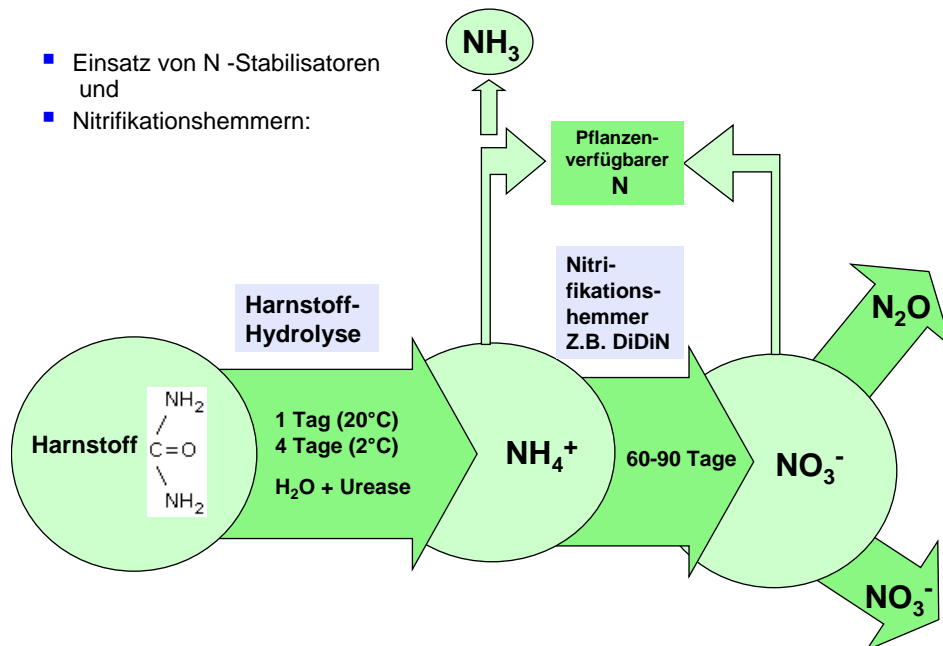 Einsatz von N -Stabilisatoren
und
Nitrifikationshemmern:
NH₃
Pflanzen-
verfügbarer
N
Harnstoff-
Hydrolyse
Nitri-
fikations-
hemmer
Z.B. DiDiN
N₂O
Harnstoff
NH₂
C=O
NH₂
1 Tag (20°C)
4 Tage (2°C)
H₂O + Urease
NH₄⁺
60-90 Tage
NO₃⁻
NO₃⁻